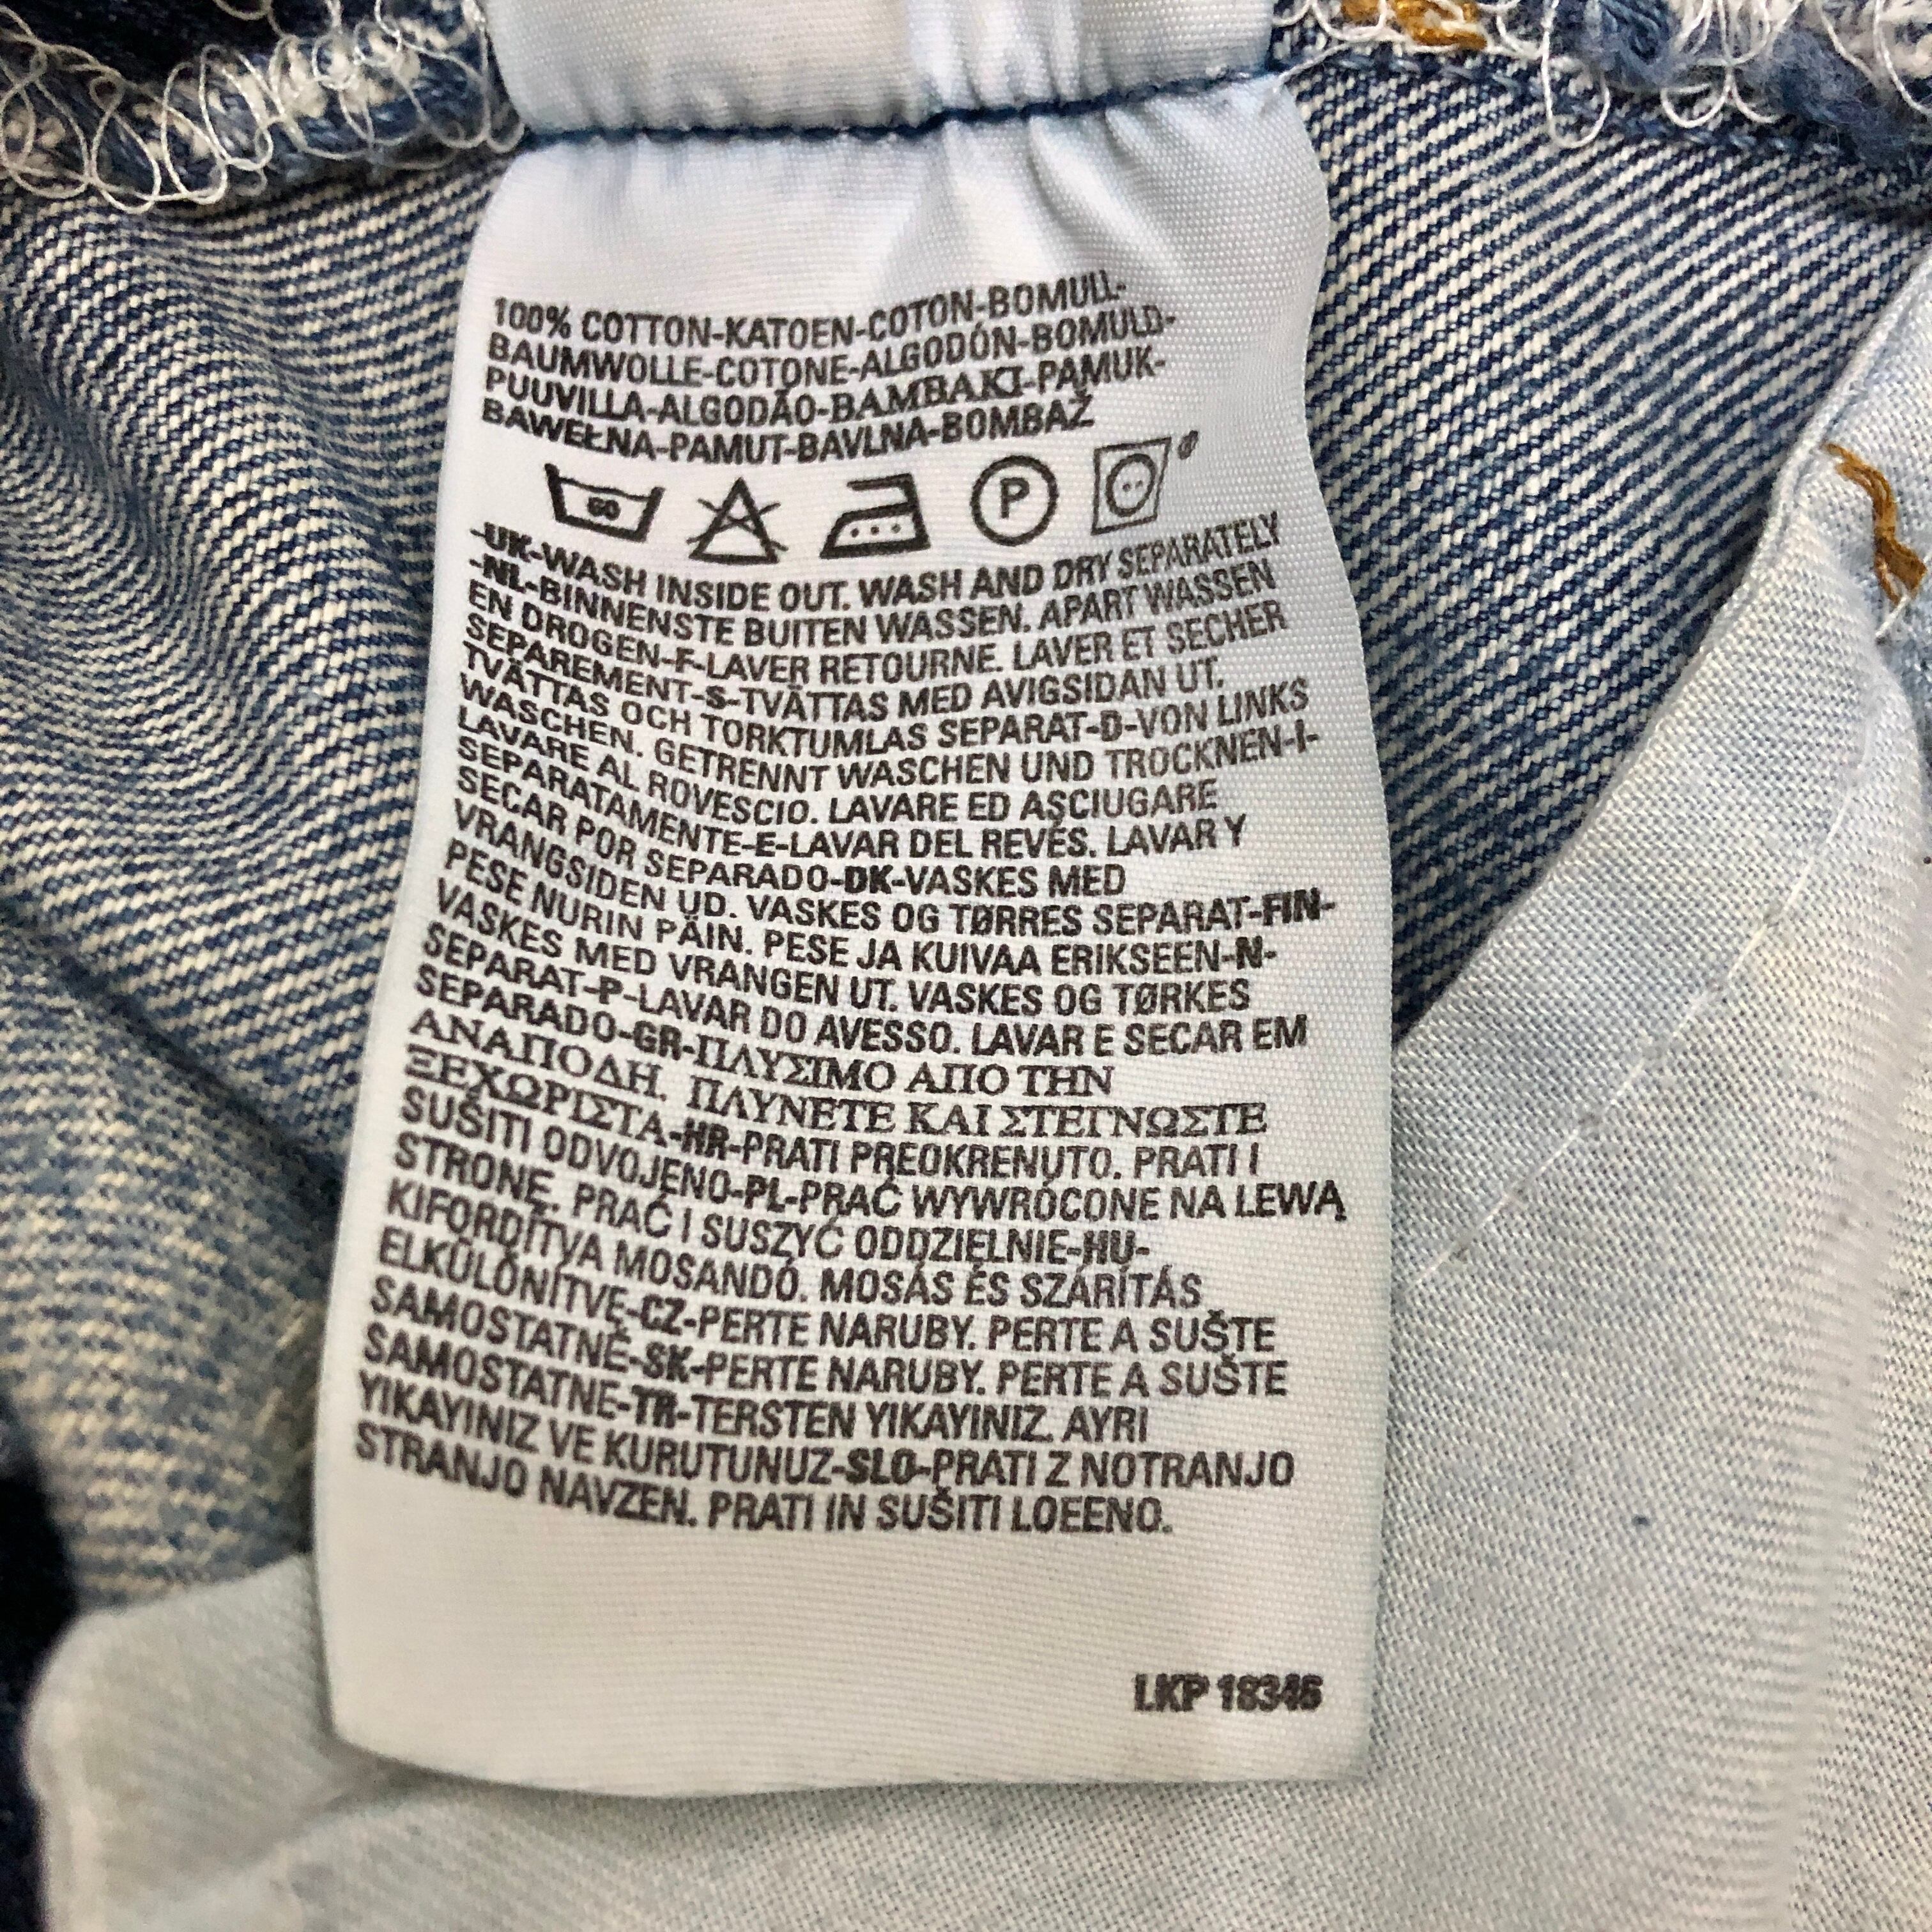 100% COTTON-KATOEN-COTON-BOMULL-
BAUMWOLLE-COTONE-ALGODÓN-BOMULD-
PUUVILLA-ALGODÃO-ΒΑΜΒΑΚΙ-PAMUK-
BAWEŁNA-PAMUT-BAVLNA-BOMBAŽ
60 P
-UK-WASH INSIDE OUT. WASH AND DRY SEPARATELY
-NL-BINNENSTE BUITEN WASSEN. APART WASSEN
EN DROGEN-F-LAVER RETOURNE. LAVER ET SECHER
SEPAREMENT-S-TVÄTTAS MED AVIGSIDAN UT.
TVÄTTAS OCH TORKTUMLAS SEPARAT-D-VON LINKS
WASCHEN. GETRENNT WASCHEN UND TROCKNEN-I-
LAVARE AL ROVESCIO. LAVARE ED ASCIUGARE
SEPARATAMENTE-E-LAVAR DEL REVÉS. LAVAR Y
SECAR POR SEPARADO-DK-VASKES MED
VRANGSIDEN UD. VASKES OG TØRRES SEPARAT-FIN-
PESE NURIN PÄIN. PESE JA KUIVAA ERIKSEEN-N-
VASKES MED VRANGEN UT. VASKES OG TØRKES
SEPARAT-P-LAVAR DO AVESSO. LAVAR E SECAR EM
SEPARADO-GR-ΠΛΥΣΙΜΟ ΑΠΟ ΤΗΝ
ΑΝΑΠΟΔΗ. ΠΛΥΝΕΤΕ ΚΑΙ ΣΤΕΓΝΩΣΤΕ
ΞΕΧΩΡΙΣΤΑ-HR-PRATI PREOKRENUTO. PRATI I
SUŠITI ODVOJENO-PL-PRAĆ WYWRÓCONE NA LEWĄ
STRONĘ. PRAĆ I SUSZYĆ ODDZIELNIE-HU-
KIFORDÍTVA MOSANDÓ. MOSÁS ÉS SZÁRÍTÁS
ELKÜLÖNÍTVE-CZ-PERTE NARUBY. PERTE A SUŠTE
SAMOSTATNĚ-SK-PERTE NARUBY. PERTE A SUŠTE
SAMOSTATNE-TR-TERSTEN YIKAYINIZ. AYRI
YIKAYINIZ VE KURUTUNUZ-SLO-PRATI Z NOTRANJO
STRANJO NAVZEN. PRATI IN SUŠITI LOEENO.
LKP 18346